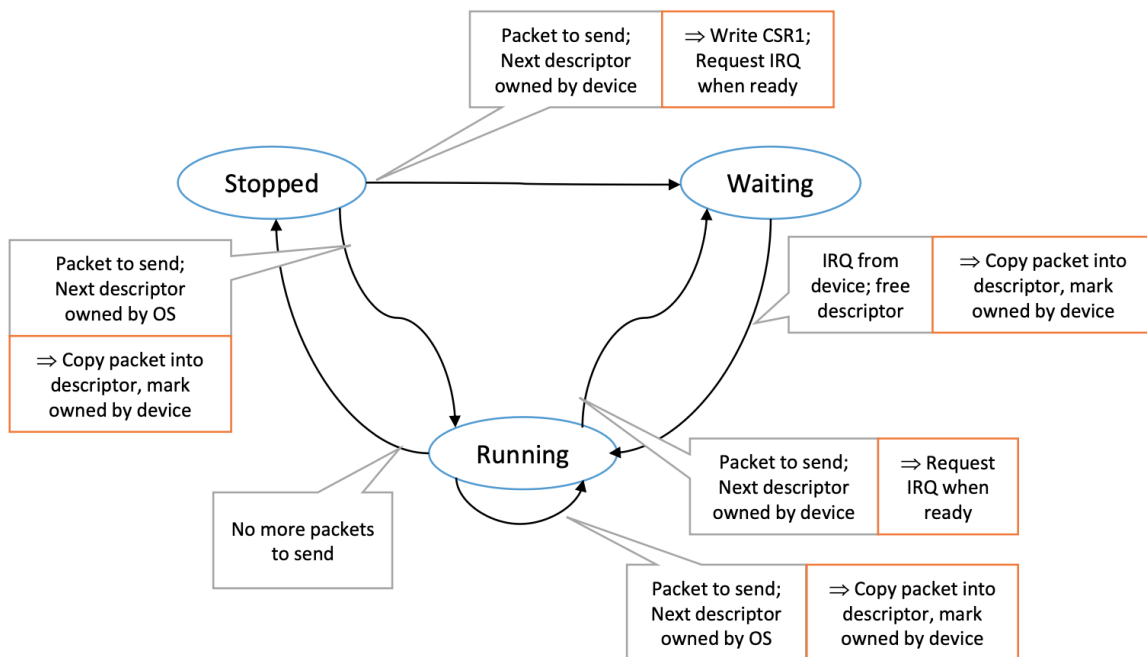 Packet to send;
Next descriptor
owned by device
⇒ Write CSR1;
Request IRQ
when ready
Stopped
Waiting
Packet to send;
Next descriptor
owned by OS
⇒ Copy packet into
descriptor, mark
owned by device
IRQ from
device; free
descriptor
⇒ Copy packet into
descriptor, mark
owned by device
Running
Packet to send;
Next descriptor
owned by device
⇒ Request
IRQ when
ready
No more packets
to send
Packet to send;
Next descriptor
owned by OS
⇒ Copy packet into
descriptor, mark
owned by device